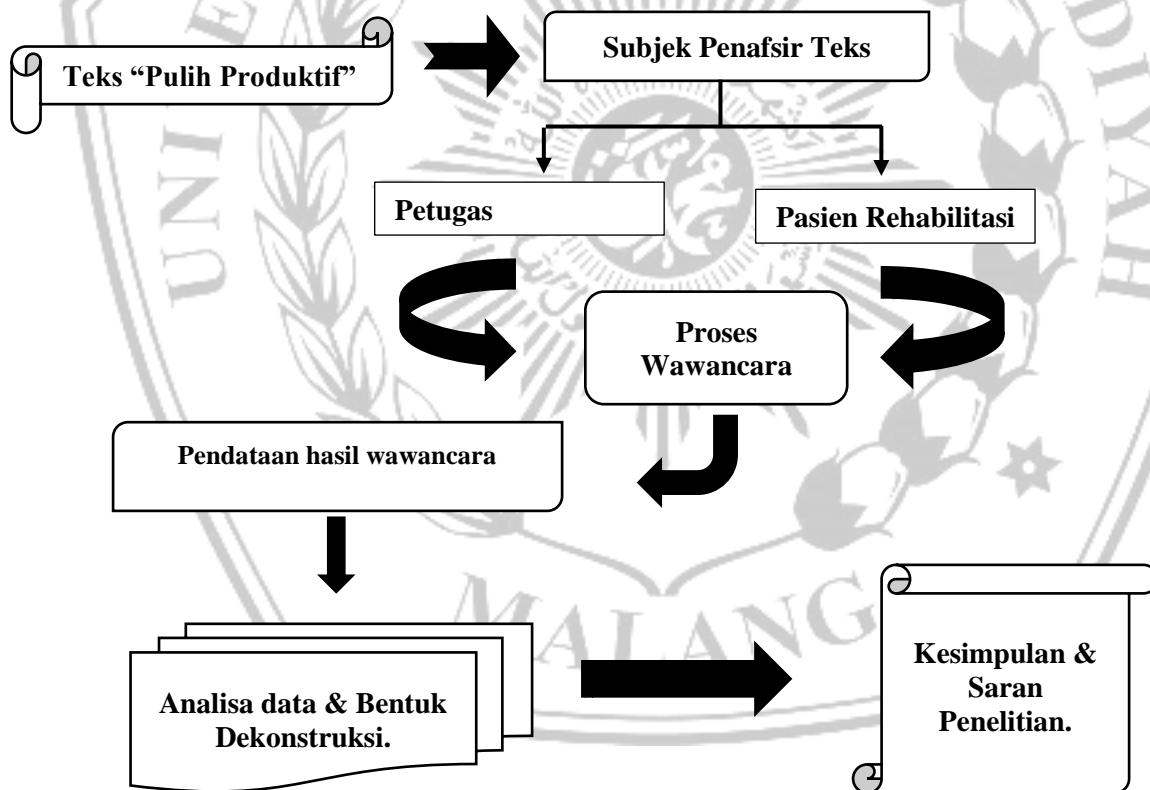 Teks “Pulih Produktif”
Subjek Penafsir Teks
Petugas
Pasien Rehabilitasi
Proses
Wawancara
Pendataan hasil wawancara
Analisa data & Bentuk
Dekonstruksi.
Kesimpulan &
Saran
Penelitian.
MALANG